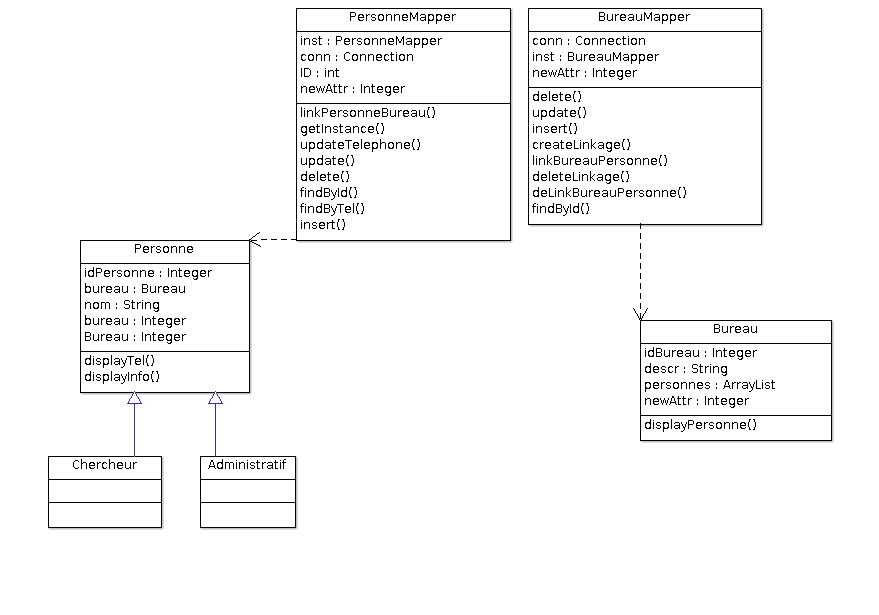 PersonneMapper
inst : PersonneMapper
conn : Connection
ID : int
newAttr : Integer
linkPersonneBureau()
getInstance()
updateTelephone()
update()
delete()
findById()
findByTel()
insert()
BureauMapper
conn : Connection
inst : BureauMapper
newAttr : Integer
delete()
update()
insert()
createLinkage()
linkBureauPersonne()
deleteLinkage()
deLinkBureauPersonne()
findById()
Personne
idPersonne : Integer
bureau : Bureau
nom : String
bureau : Integer
Bureau : Integer
displayTel()
displayInfo()
Bureau
idBureau : Integer
descr : String
personnes : ArrayList
newAttr : Integer
displayPersonne()
Chercheur
Administratif